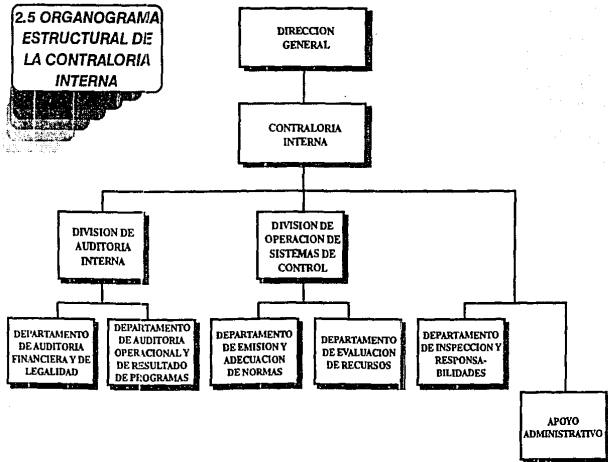 2.5 ORGANOGRAMA
ESTRUCTURAL DE
LA CONTRALORIA
INTERNA
DIRECCION
GENERAL
CONTRALORIA
INTERNA
DIVISION DE
AUDITORIA
INTERNA
DIVISION DE
OPERACION DE
SISTEMAS DE
CONTROL
DEPARTAMENTO
DE AUDITORIA
FINANCIERA Y DE
LEGALIDAD
DEPARTAMENTO
DE AUDITORIA
OPERACIONAL Y
DE RESULTADO
DE PROGRAMAS
DEPARTAMENTO
DE EMISION Y
ADECUACION
DE NORMAS
DEPARTAMENTO
DE EVALUACION
DE RECURSOS
DEPARTAMENTO
DE INSPECCION Y
RESPONSA-
BILIDADES
APOYO
ADMINISTRATIVO